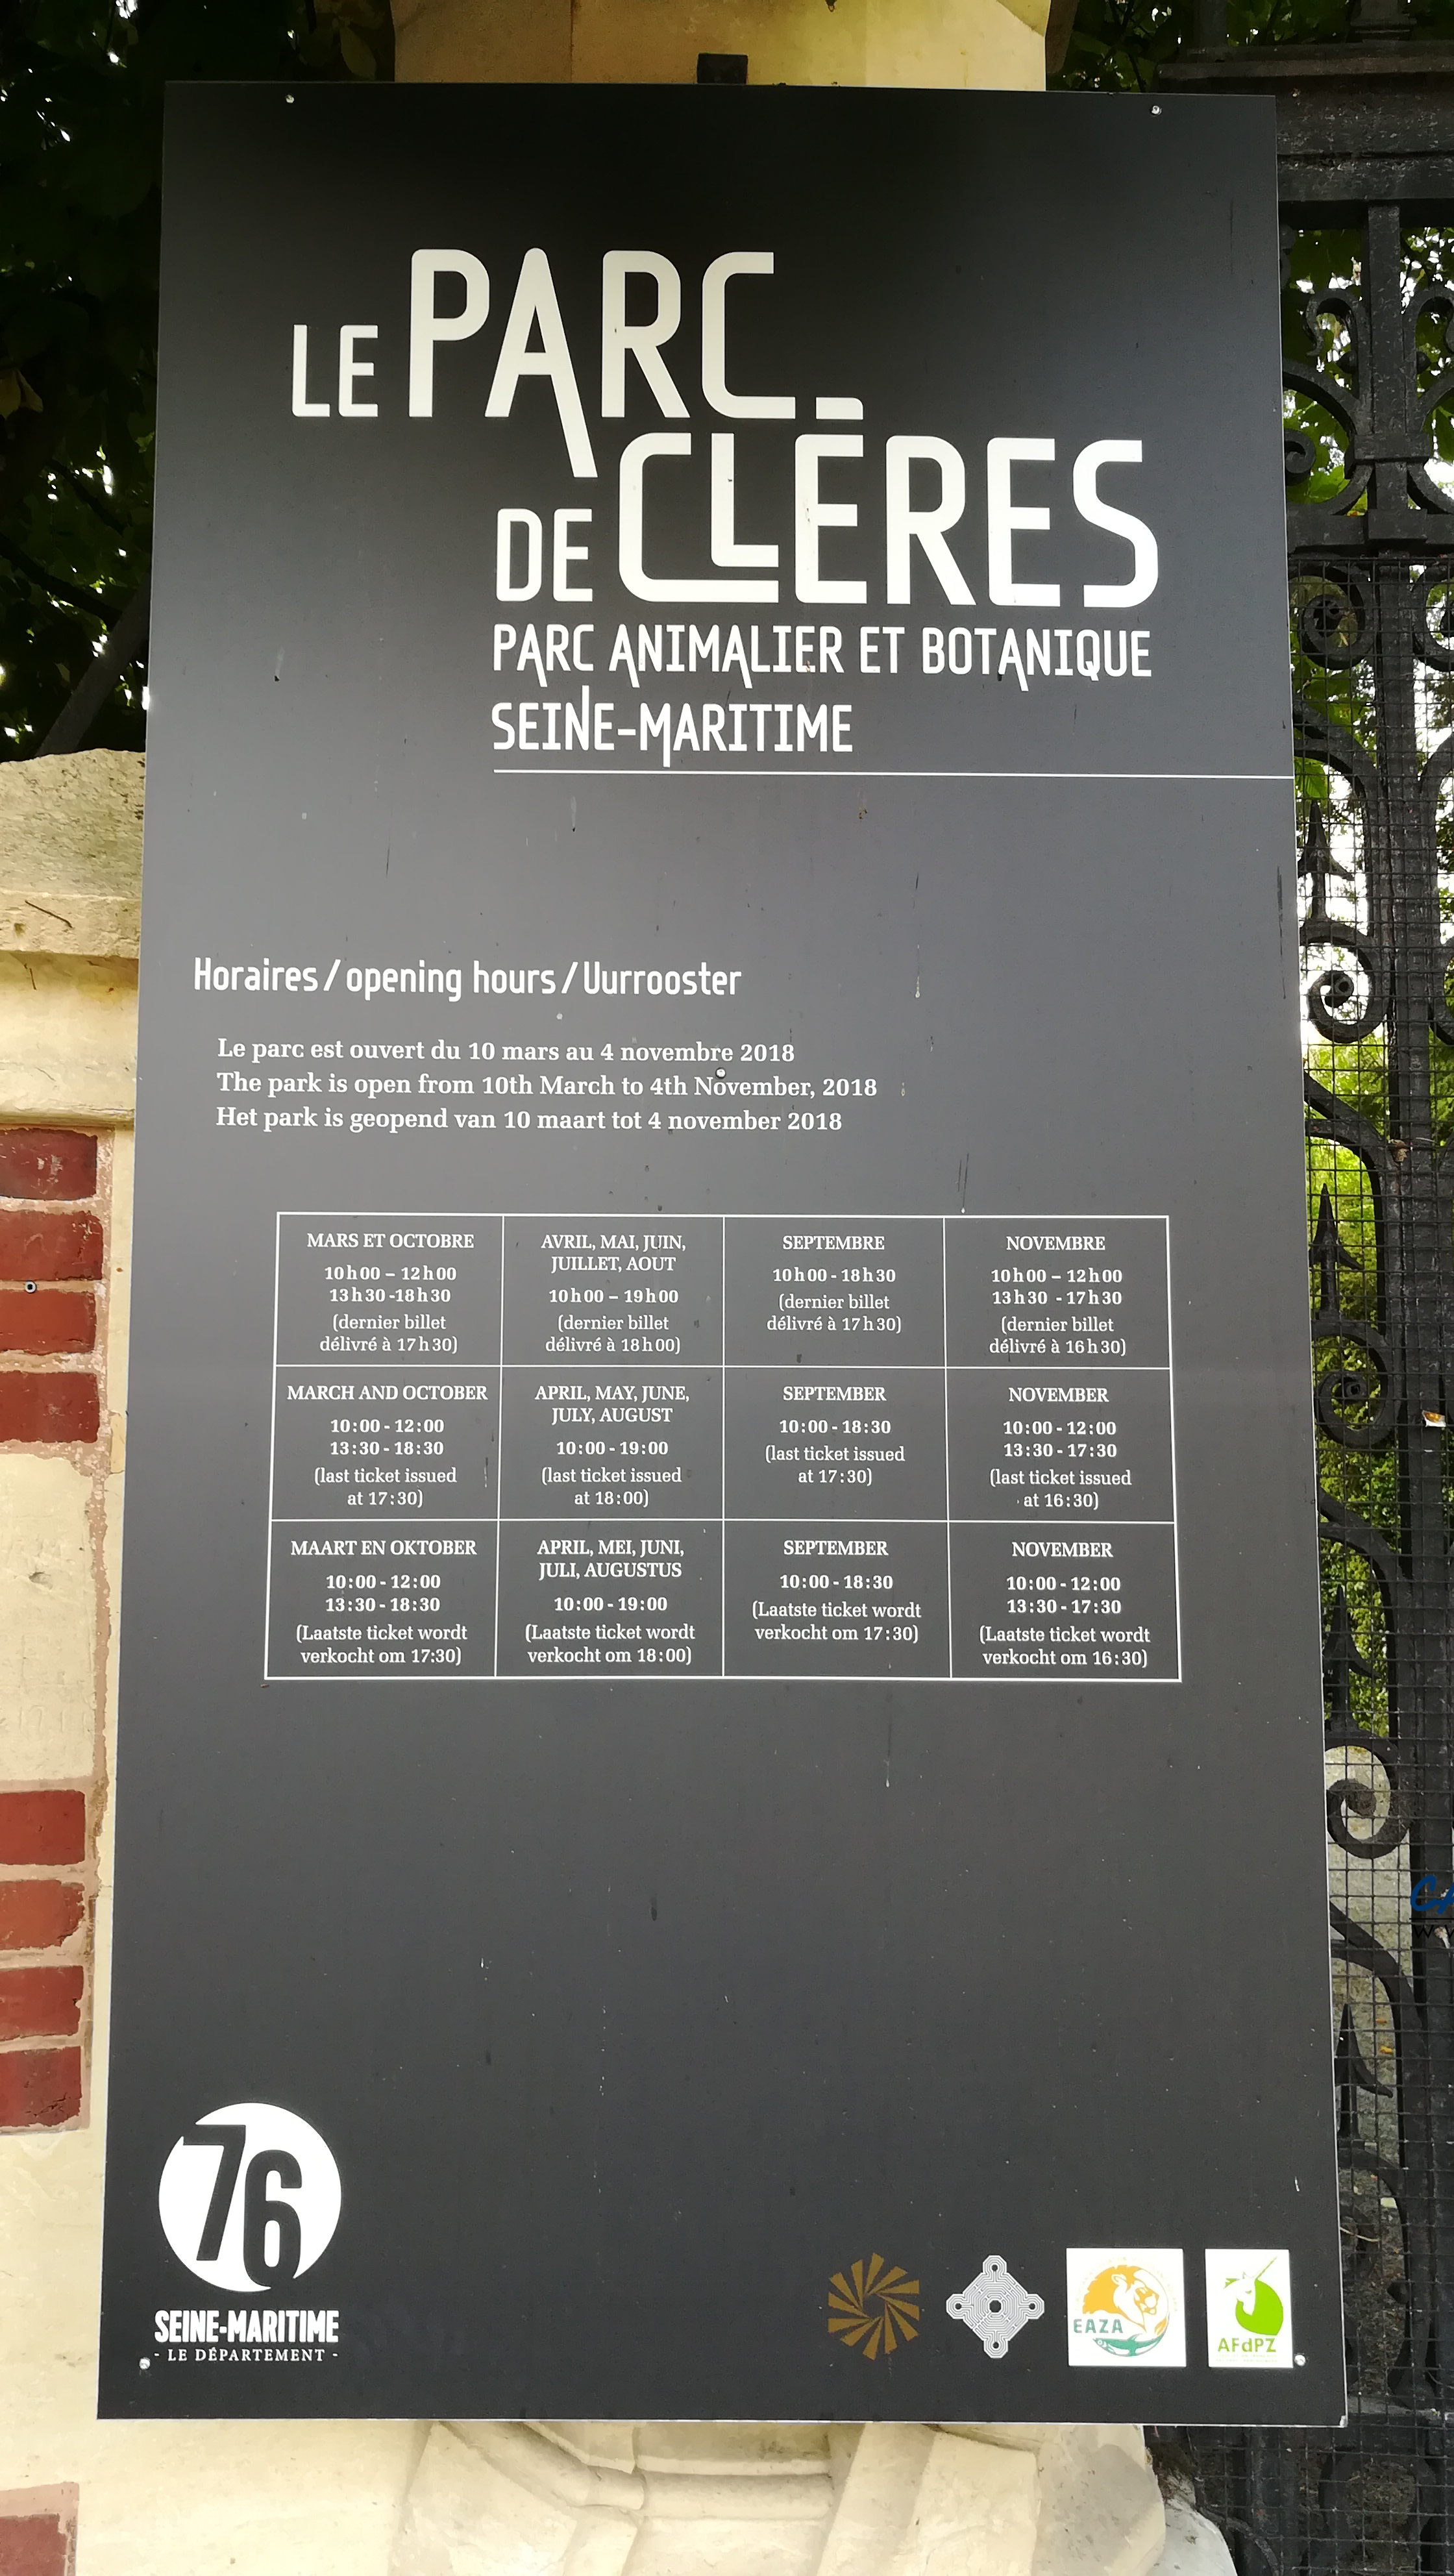 LE PARC
DE CLÈRES
PARC ANIMALIER ET BOTANIQUE
SEINE-MARITIME
Horaires / opening hours / Uurrooster
Le parc est ouvert du 10 mars au 4 novembre 2018
The park is open from 10th March to 4th November, 2018
Het park is geopend van 10 maart tot 4 november 2018
MARS ET OCTOBRE
10h00 – 12h00
13h30 -18h30
(dernier billet
délivré à 17h30)
AVRIL, MAI, JUIN,
JUILLET, AOUT
10h00 – 19h00
(dernier billet
délivré à 18h00)
SEPTEMBRE
10h00 - 18h30
(dernier billet
délivré à 17h30)
NOVEMBRE
10h00 – 12h00
13h30 - 17h30
(dernier billet
délivré à 16h30)
MARCH AND OCTOBER
10:00 - 12:00
13:30 - 18:30
(last ticket issued
at 17:30)
APRIL, MAY, JUNE,
JULY, AUGUST
10:00 - 19:00
(last ticket issued
at 18:00)
SEPTEMBER
10:00 - 18:30
(last ticket issued
at 17:30)
NOVEMBER
10:00 - 12:00
13:30 - 17:30
(last ticket issued
at 16:30)
MAART EN OKTOBER
10:00 - 12:00
13:30 - 18:30
(Laatste ticket wordt
verkocht om 17:30)
APRIL, MEI, JUNI,
JULI, AUGUSTUS
10:00 - 19:00
(Laatste ticket wordt
verkocht om 18:00)
SEPTEMBER
10:00 - 18:30
(Laatste ticket wordt
verkocht om 17:30)
NOVEMBER
10:00 - 12:00
13:30 - 17:30
(Laatste ticket wordt
verkocht om 16:30)
76
SEINE-MARITIME
- LE DÉPARTEMENT -
EAZA
AFdPZ